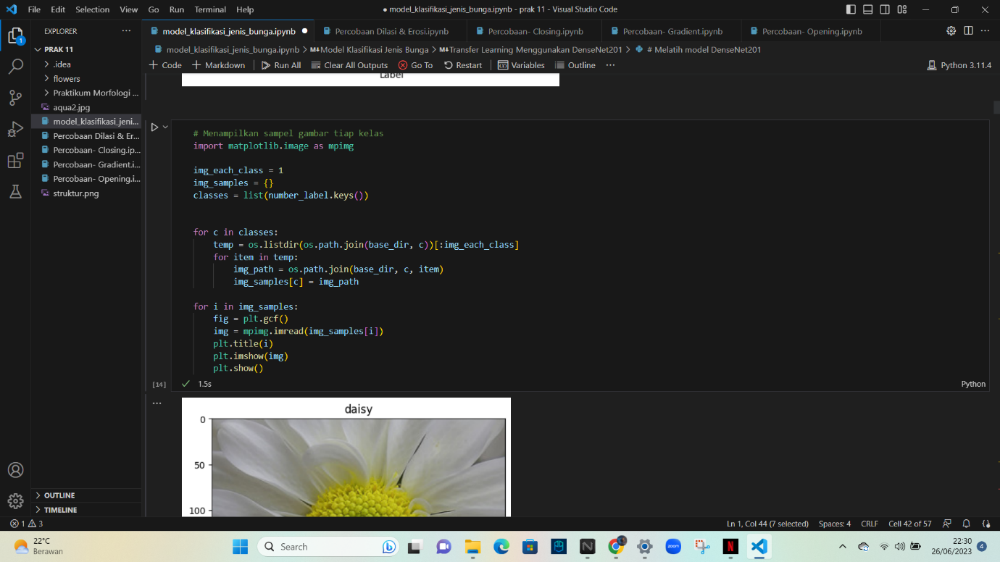 File Edit Selection View Go Run Terminal Help
● model_klasifikasi_jenis_bunga.ipynb - prak 11 - Visual Studio Code
EXPLORER
model_klasifikasi_jenis_bunga.ipynb ●
Percobaan Dilasi & Erosi.ipynb
Percobaan- Closing.ipynb
Percobaan- Gradient.ipynb
Percobaan- Opening.ipynb
1
PRAK 11
.idea
flowers
Praktikum Morfologi ...
aqua2.jpg
model_klasifikasi_jeni...
Percobaan Dilasi & Er...
Percobaan- Closing.ip...
Percobaan- Gradient.i...
Percobaan- Opening.i...
struktur.png
model_klasifikasi_jenis_bunga.ipynb > M↓Model Klasifikasi Jenis Bunga > M↓Transfer Learning Menggunakan DenseNet201 > # Melatih model DenseNet201
+ Code + Markdown Run All Clear All Outputs Go To Restart Variables Outline ... Python 3.11.4
Label
# Menampilkan sampel gambar tiap kelas
import matplotlib.image as mpimg
img_each_class = 1
img_samples = {}
classes = list(number_label.keys())
for c in classes:
    temp = os.listdir(os.path.join(base_dir, c))[:img_each_class]
    for item in temp:
        img_path = os.path.join(base_dir, c, item)
        img_samples[c] = img_path
for i in img_samples:
    fig = plt.gcf()
    img = mpimg.imread(img_samples[i])
    plt.title(i)
    plt.imshow(img)
    plt.show()
[14] ✓ 1.5s Python
daisy
0
50
100
OUTLINE
TIMELINE
1 3 Ln 1, Col 44 (7 selected) Spaces: 4 CRLF Cell 42 of 57
22°C
Berawan
Search
zoom
N
22:30
26/06/2023
4